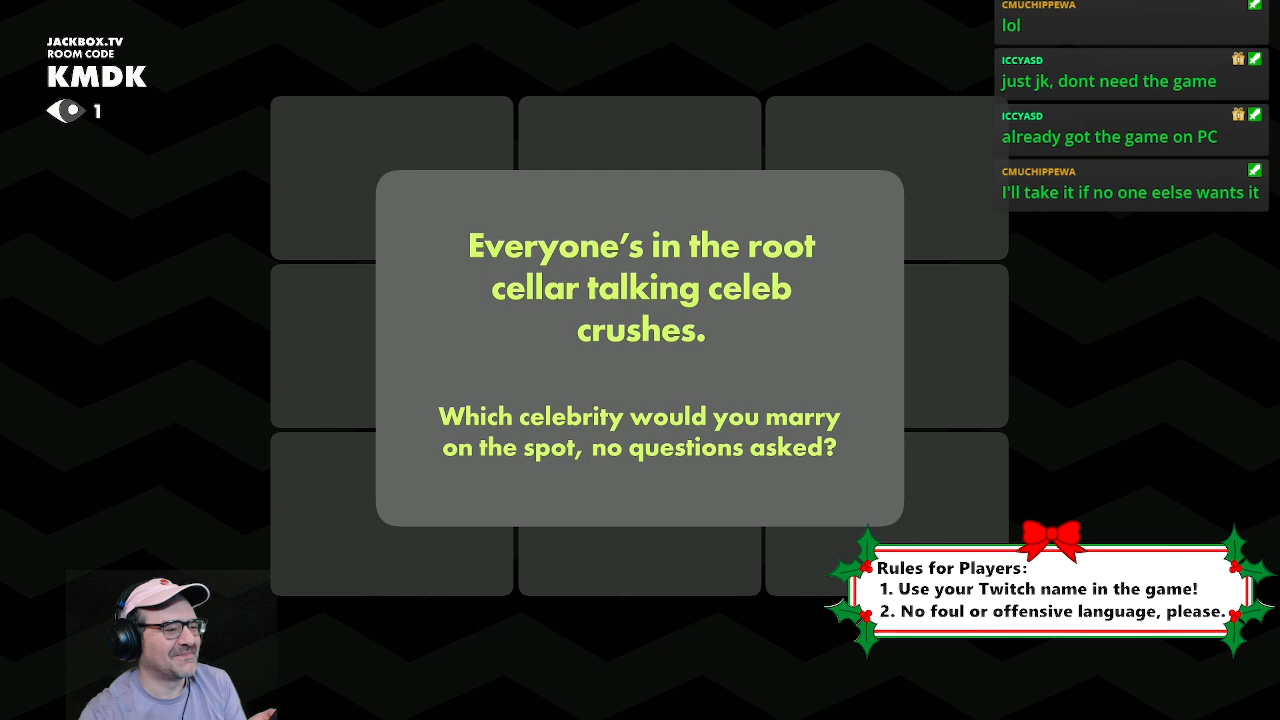 JACKBOX.TV
ROOM CODE
KMDK
1
Everyone's in the root
cellar talking celeb
crushes.
Which celebrity would you marry
on the spot, no questions asked?
CMUCHIPPEWA
lol
ICCYASD
just jk, dont need the game
ICCYASD
already got the game on PC
CMUCHIPPEWA
I'll take it if no one eelse wants it
Rules for Players:
1. Use your Twitch name in the game!
2. No foul or offensive language, please.